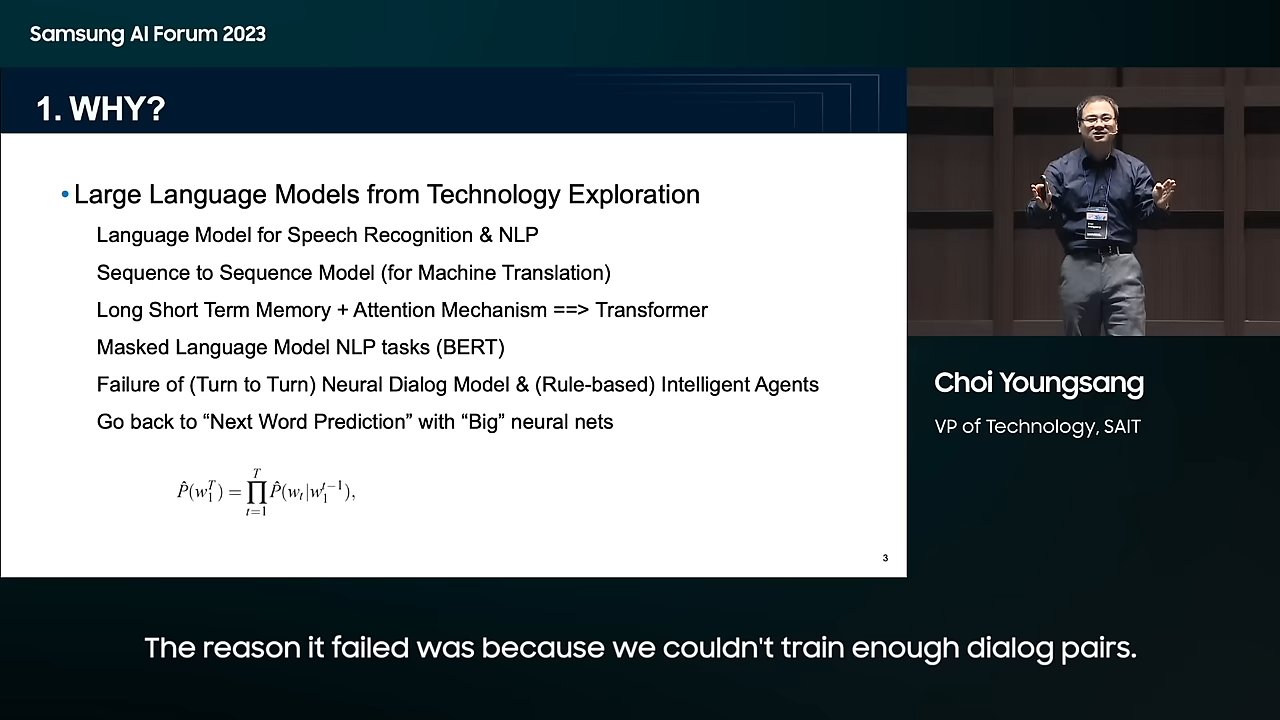 Samsung AI Forum 2023
1. WHY?
•Large Language Models from Technology Exploration
Language Model for Speech Recognition & NLP
Sequence to Sequence Model (for Machine Translation)
Long Short Term Memory + Attention Mechanism ==> Transformer
Masked Language Model NLP tasks (BERT)
Failure of (Turn to Turn) Neural Dialog Model & (Rule-based) Intelligent Agents
Go back to “Next Word Prediction” with “Big” neural nets
P̂(w₁ᵀ) = ∏ₜ₌₁ᵀ P̂(wₜ|w₁ᵗ⁻¹),
3
Choi Youngsang
VP of Technology, SAIT
The reason it failed was because we couldn't train enough dialog pairs.